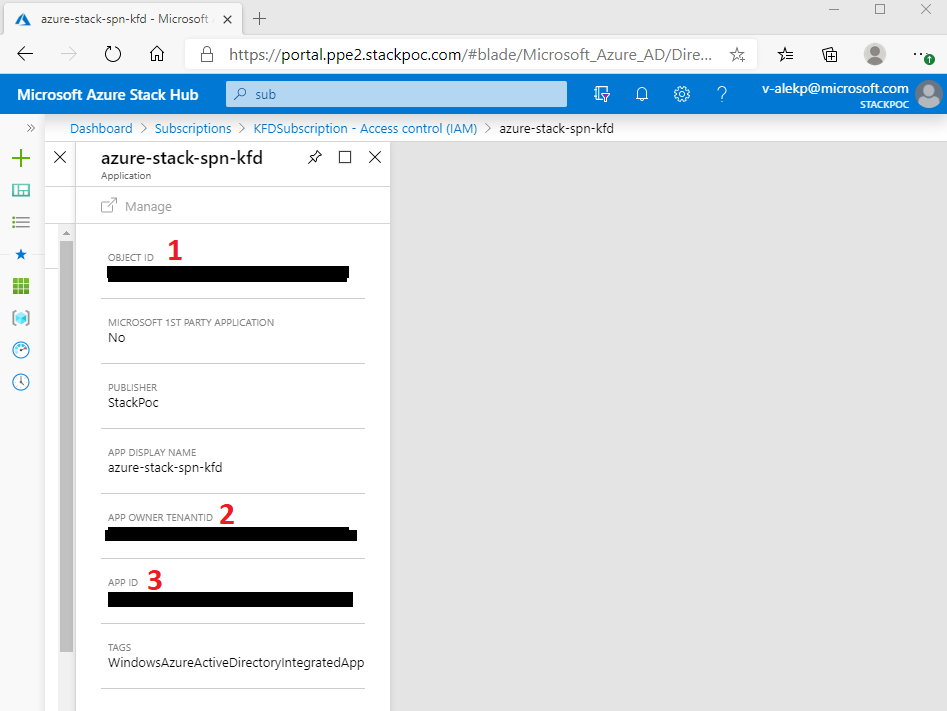 azure-stack-spn-kfd - Microsoft
https://portal.ppe2.stackpoc.com/#blade/Microsoft_Azure_AD/Dire...
Microsoft Azure Stack Hub
sub
?
v-alekp@microsoft.com
STACKPOC
Dashboard > Subscriptions > KFDSubscription - Access control (IAM) > azure-stack-spn-kfd
azure-stack-spn-kfd
Application
Manage
OBJECT ID 1
MICROSOFT 1ST PARTY APPLICATION
No
PUBLISHER
StackPoc
APP DISPLAY NAME
azure-stack-spn-kfd
APP OWNER TENANTID 2
APP ID 3
TAGS
WindowsAzureActiveDirectoryIntegratedApp